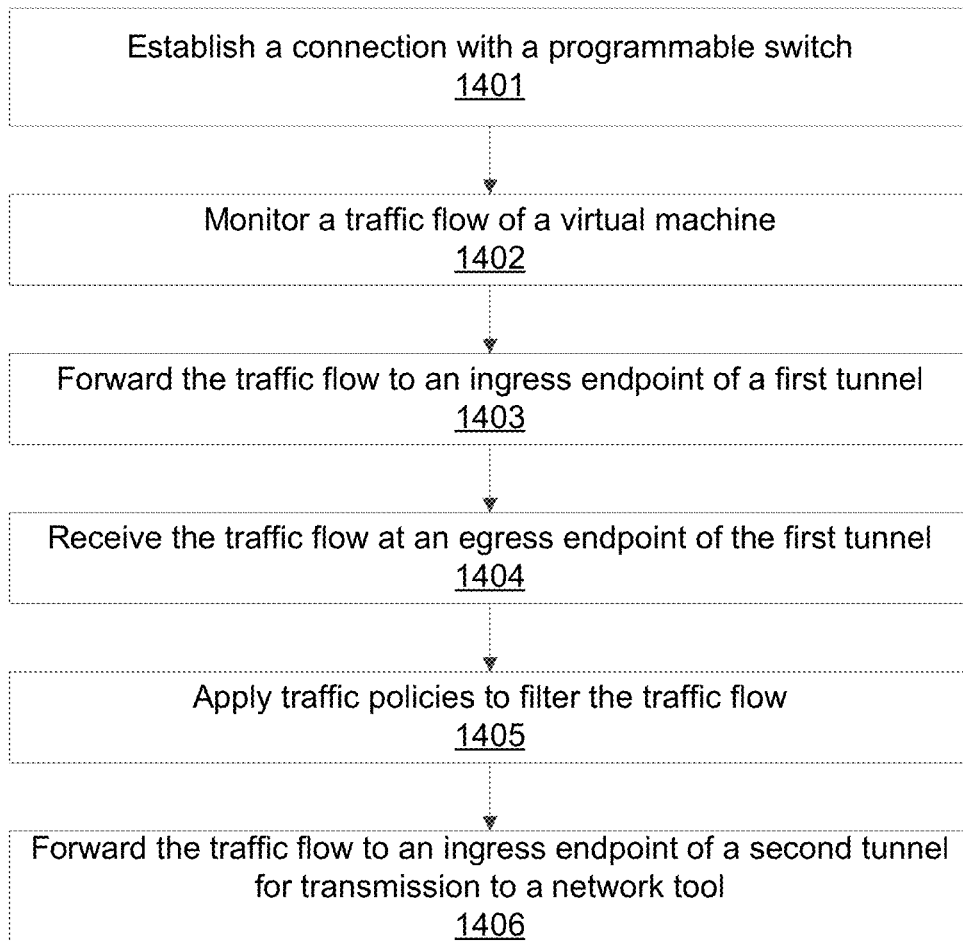 Establish a connection with a programmable switch
1401
Monitor a traffic flow of a virtual machine
1402
Forward the traffic flow to an ingress endpoint of a first tunnel
1403
Receive the traffic flow at an egress endpoint of the first tunnel
1404
Apply traffic policies to filter the traffic flow
1405
Forward the traffic flow to an ingress endpoint of a second tunnel
for transmission to a network tool
1406